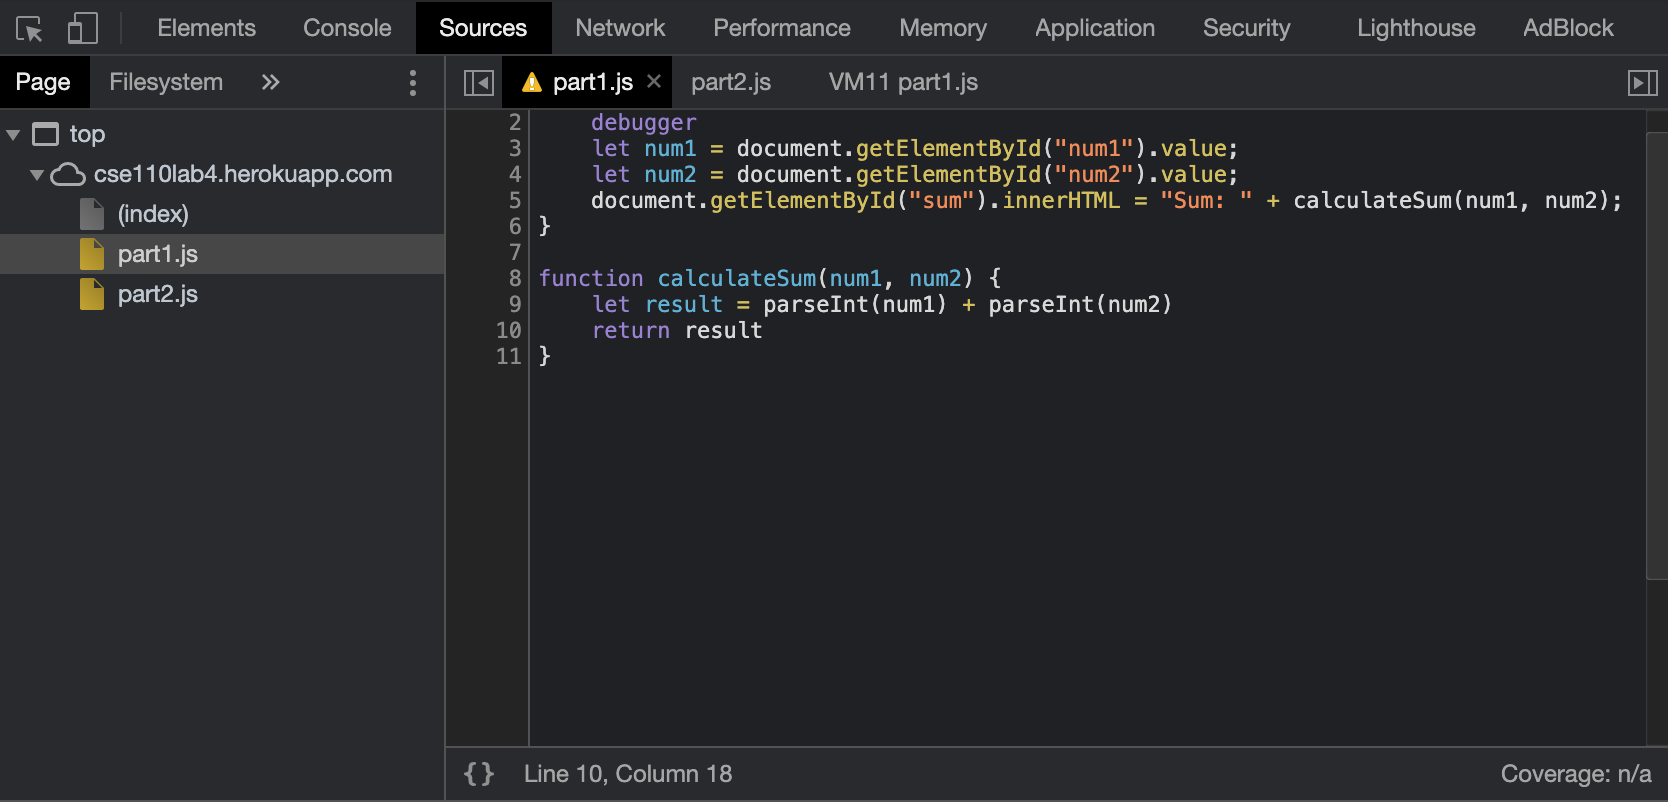 Elements Console Sources Network Performance Memory Application Security Lighthouse AdBlock
Page Filesystem >> part1.js × part2.js VM11 part1.js
top
cse110lab4.herokuapp.com
(index)
part1.js
part2.js
2 debugger
3 let num1 = document.getElementById("num1").value;
4 let num2 = document.getElementById("num2").value;
5 document.getElementById("sum").innerHTML = "Sum: " + calculateSum(num1, num2);
6 }
7
8 function calculateSum(num1, num2) {
9 let result = parseInt(num1) + parseInt(num2)
10 return result
11 }
{} Line 10, Column 18 Coverage: n/a